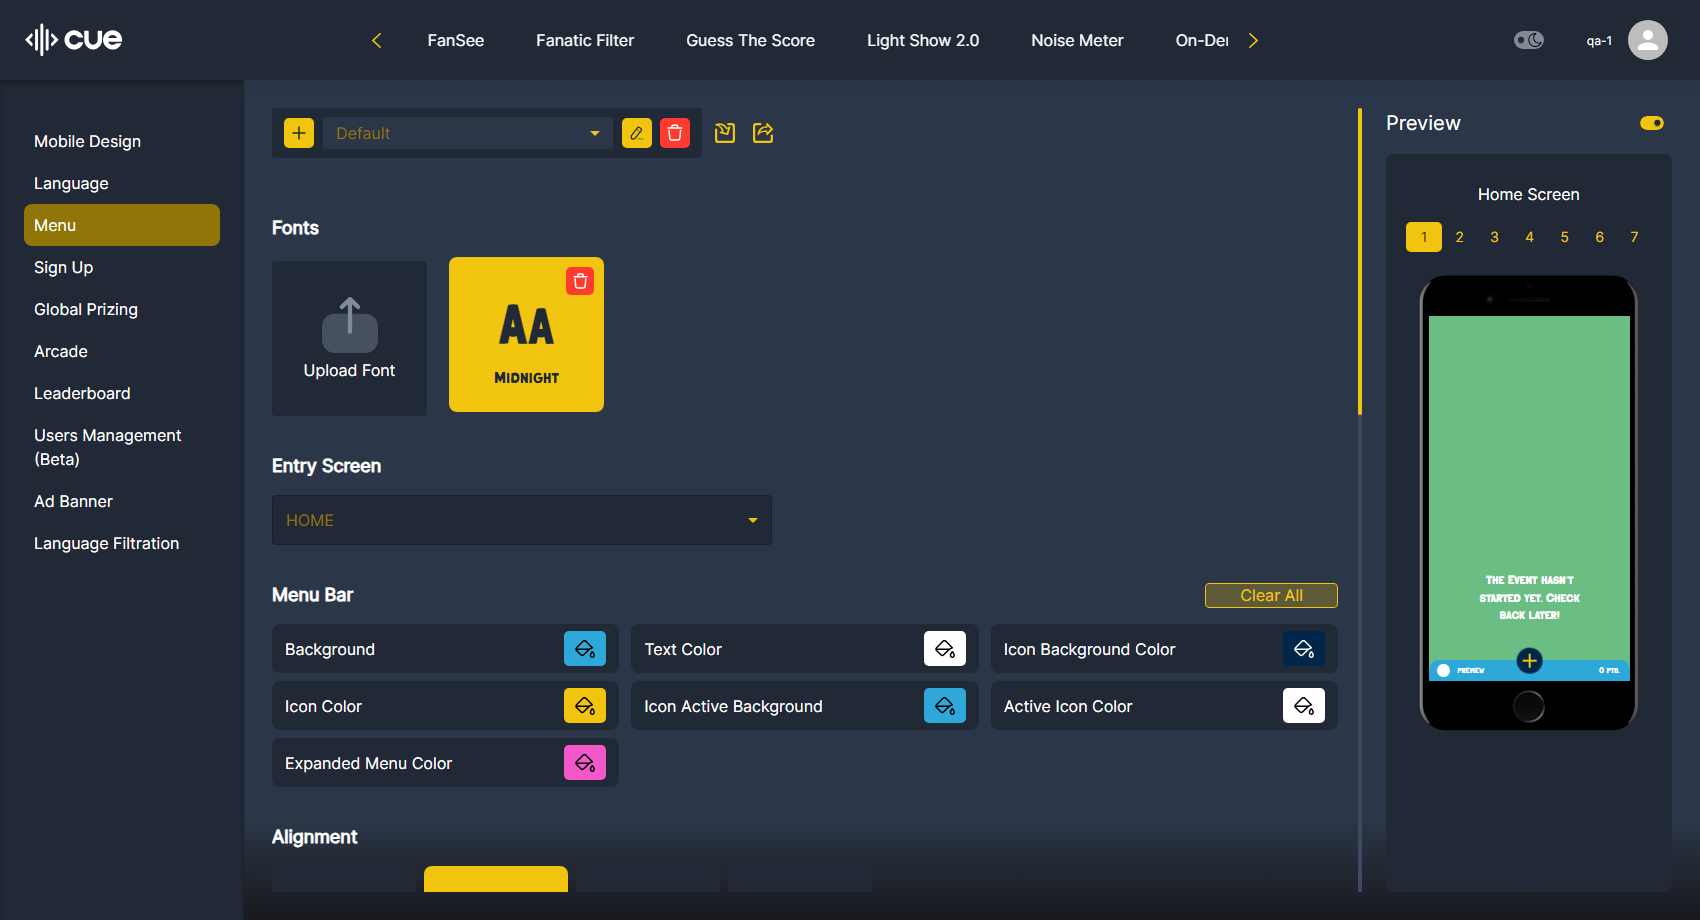 cue
FanSee
Fanatic Filter
Guess The Score
Light Show 2.0
Noise Meter
On-De
qa-1
Mobile Design
Language
Menu
Sign Up
Global Prizing
Arcade
Leaderboard
Users Management
(Beta)
Ad Banner
Language Filtration
Default
Fonts
Upload Font
AA
MIDNIGHT
Entry Screen
HOME
Menu Bar
Clear All
Background
Text Color
Icon Background Color
Icon Color
Icon Active Background
Active Icon Color
Expanded Menu Color
Alignment
Preview
Home Screen
1 2 3 4 5 6 7
THE EVENT HASN'T
STARTED YET. CHECK
BACK LATER!
PREVIEW
0 PTS.